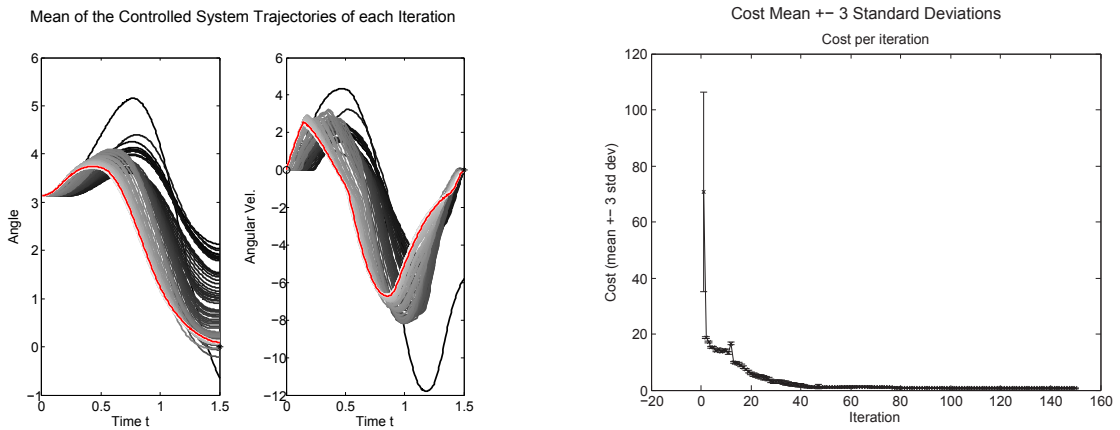 Mean of the Controlled System Trajectories of each Iteration
6
5
4
3
2
1
0
−1
Angle
0 0.5 1 1.5
Time t
6
4
2
0
−2
−4
−6
−8
−10
−12
Angular Vel.
0 0.5 1 1.5
Time t
Cost Mean +− 3 Standard Deviations
Cost per iteration
120
100
80
60
40
20
0
Cost (mean +− 3 std dev)
−20 0 20 40 60 80 100 120 140 160
Iteration